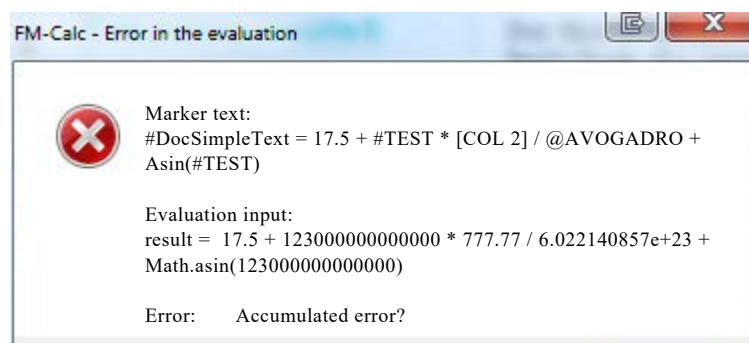 FM-Calc - Error in the evaluation
Marker text:
#DocSimpleText = 17.5 + #TEST * [COL 2] / @AVOGADRO +
Asin(#TEST)
Evaluation input:
result = 17.5 + 123000000000000 * 777.77 / 6.022140857e+23 +
Math.asin(123000000000000)
Error: Accumulated error?